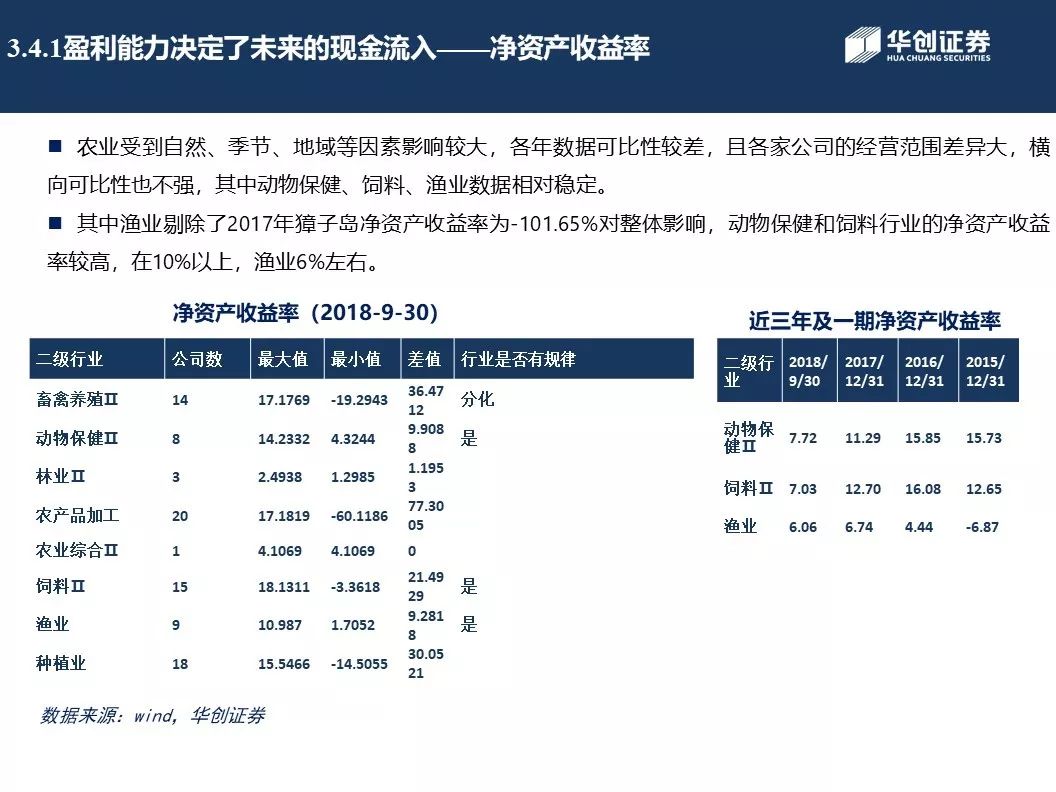 3.4.1盈利能力决定了未来的现金流入——净资产收益率
华创证券
HUA CHUANG SECURITIES
■ 农业受到自然、季节、地域等因素影响较大，各年数据可比性较差，且各家公司的经营范围差异大，横
向可比性也不强，其中动物保健、饲料、渔业数据相对稳定。
■ 其中渔业剔除了2017年獐子岛净资产收益率为-101.65%对整体影响，动物保健和饲料行业的净资产收益
率较高，在10%以上，渔业6%左右。
净资产收益率（2018-9-30）
二级行业 公司数 最大值 最小值 差值 行业是否有规律
畜禽养殖Ⅱ 14 17.1769 -19.2943 36.4712 分化
动物保健Ⅱ 8 14.2332 4.3244 9.9088 是
林业Ⅱ 3 2.4938 1.2985 1.1953
农产品加工 20 17.1819 -60.1186 77.3005
农业综合Ⅱ 1 4.1069 4.1069 0
饲料Ⅱ 15 18.1311 -3.3618 21.4929 是
渔业 9 10.987 1.7052 9.2818 是
种植业 18 15.5466 -14.5055 30.0521
近三年及一期净资产收益率
二级行业 2018/9/30 2017/12/31 2016/12/31 2015/12/31
动物保健Ⅱ 7.72 11.29 15.85 15.73
饲料Ⅱ 7.03 12.70 16.08 12.65
渔业 6.06 6.74 4.44 -6.87
数据来源：wind，华创证券